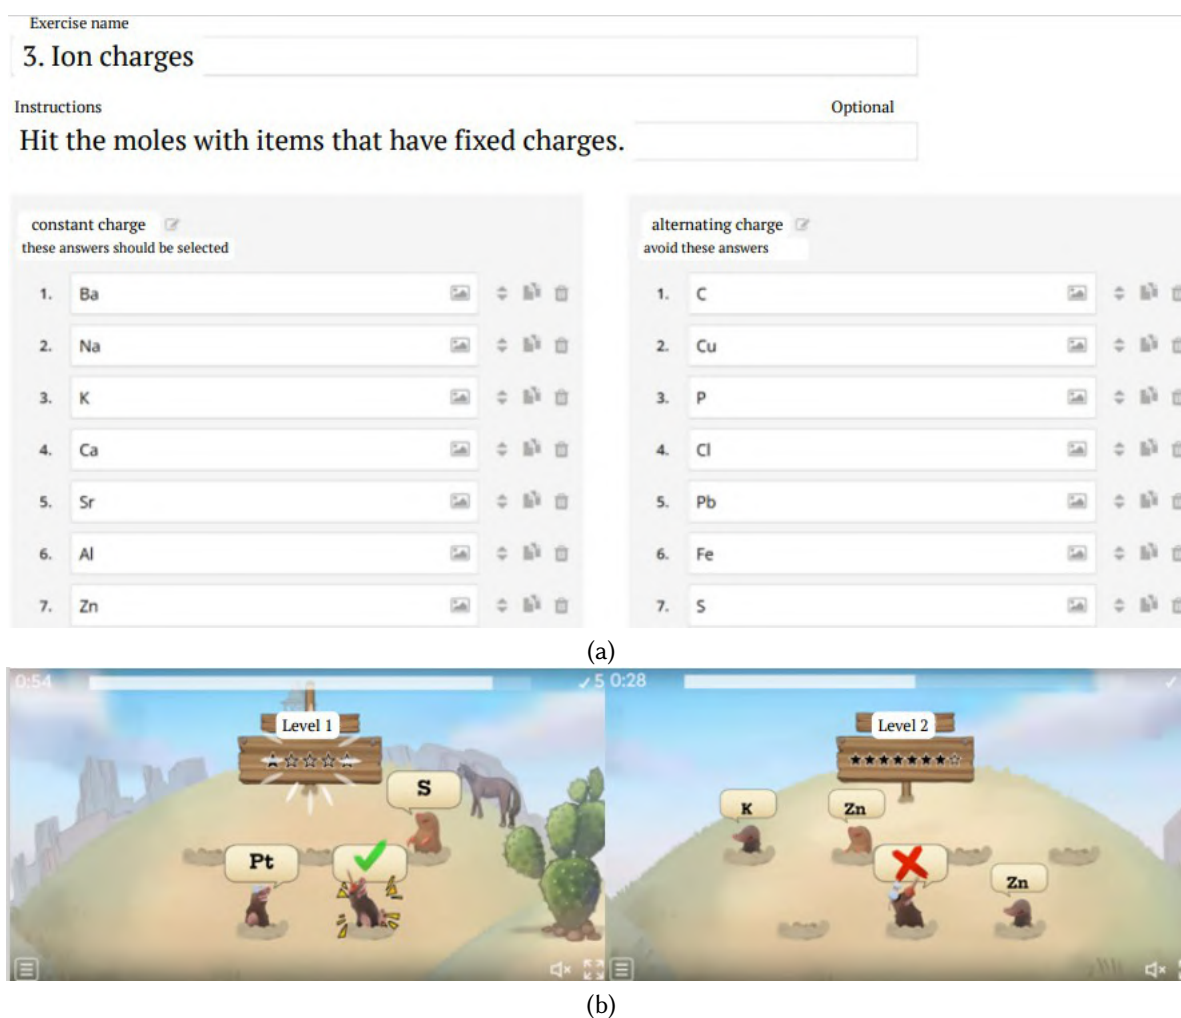 Exercise name
3. Ion charges
Instructions Optional
Hit the moles with items that have fixed charges.
constant charge
these answers should be selected
1. Ba
2. Na
3. K
4. Ca
5. Sr
6. Al
7. Zn
alternating charge
avoid these answers
1. C
2. Cu
3. P
4. Cl
5. Pb
6. Fe
7. S
(a)
0:54 ✓ 5
Level 1
S
Pt
0:28
Level 2
K Zn
Zn
(b)